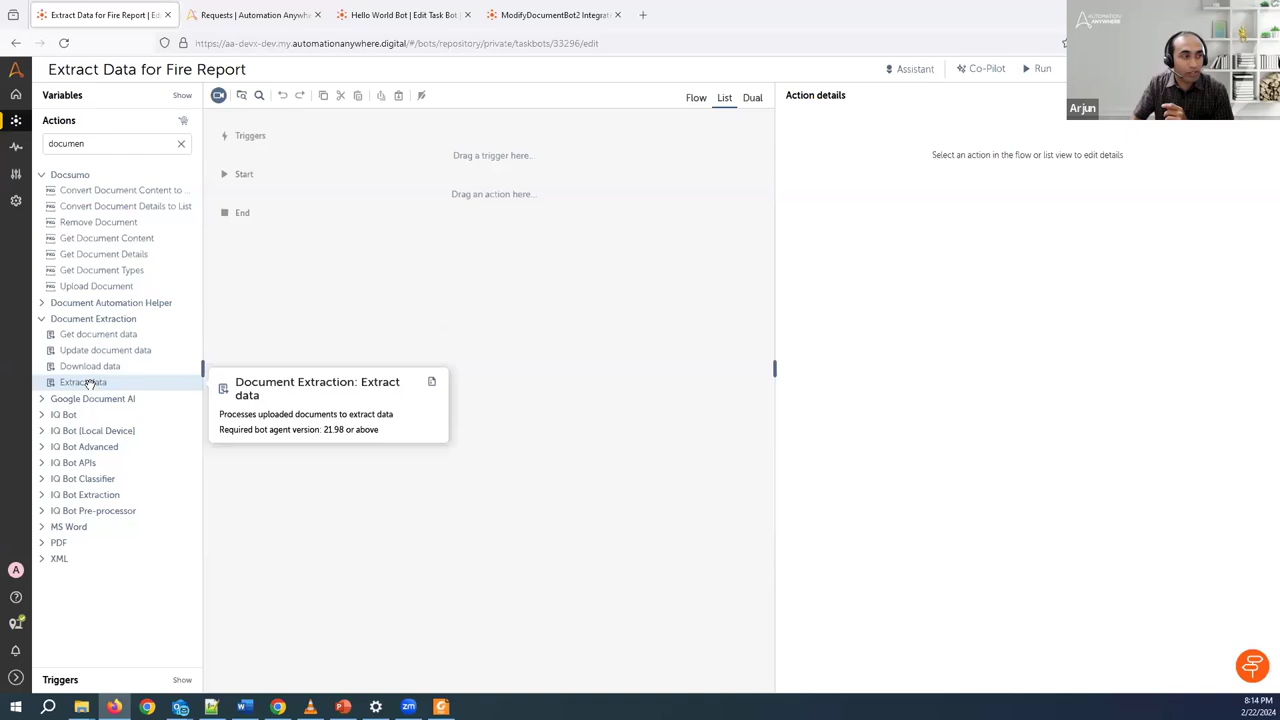 Extract Data for Fire Report | Ed
Requests | Automation Anywh
Hello World Bot | Edit Task Bot |
ModifyDocumentBot2 Integrat
https://aa-devx-dev.my.automationanywhere.digital/#/bots/repository/private/taskbots/33296/edit
AUTOMATION
ANYWHERE
Arjun
Extract Data for Fire Report
Assistant
Co-Pilot
Run
Variables
Show
Flow
List
Dual
Action details
Actions
documen
Triggers
Drag a trigger here..
Select an action in the flow or list view to edit details
Start
Drag an action here...
End
Docsumo
Convert Document Content to ...
Convert Document Details to List
Remove Document
Get Document Content
Get Document Details
Get Document Types
Upload Document
Document Automation Helper
Document Extraction
Get document data
Update document data
Download data
Extract data
Google Document AI
IQ Bot
IQ Bot [Local Device]
IQ Bot Advanced
IQ Bot APIs
IQ Bot Classifier
IQ Bot Extraction
IQ Bot Pre-processor
MS Word
PDF
XML
Document Extraction: Extract
data
Processes uploaded documents to extract data
Required bot agent version: 21.98 or above
Triggers
Show
A
8:14 PM
2/22/2024